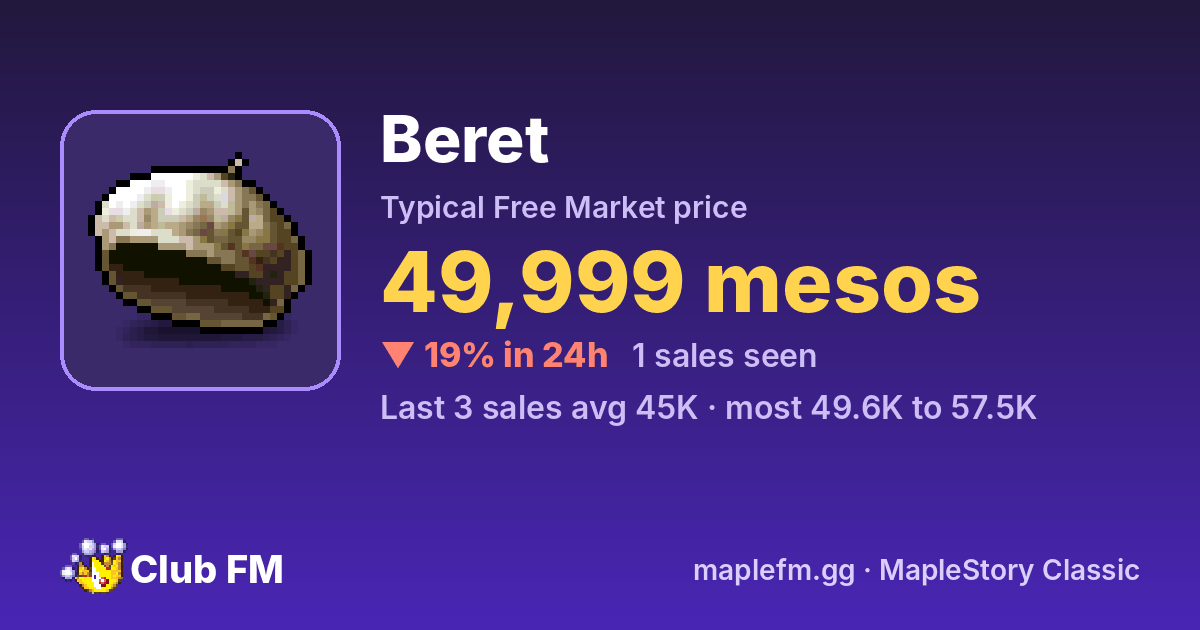 Beret
Typical Free Market price
49,999 mesos
▼ 19% in 24h 1 sales seen
Last 3 sales avg 45K · most 49.6K to 57.5K
Club FM
maplefm.gg · MapleStory Classic